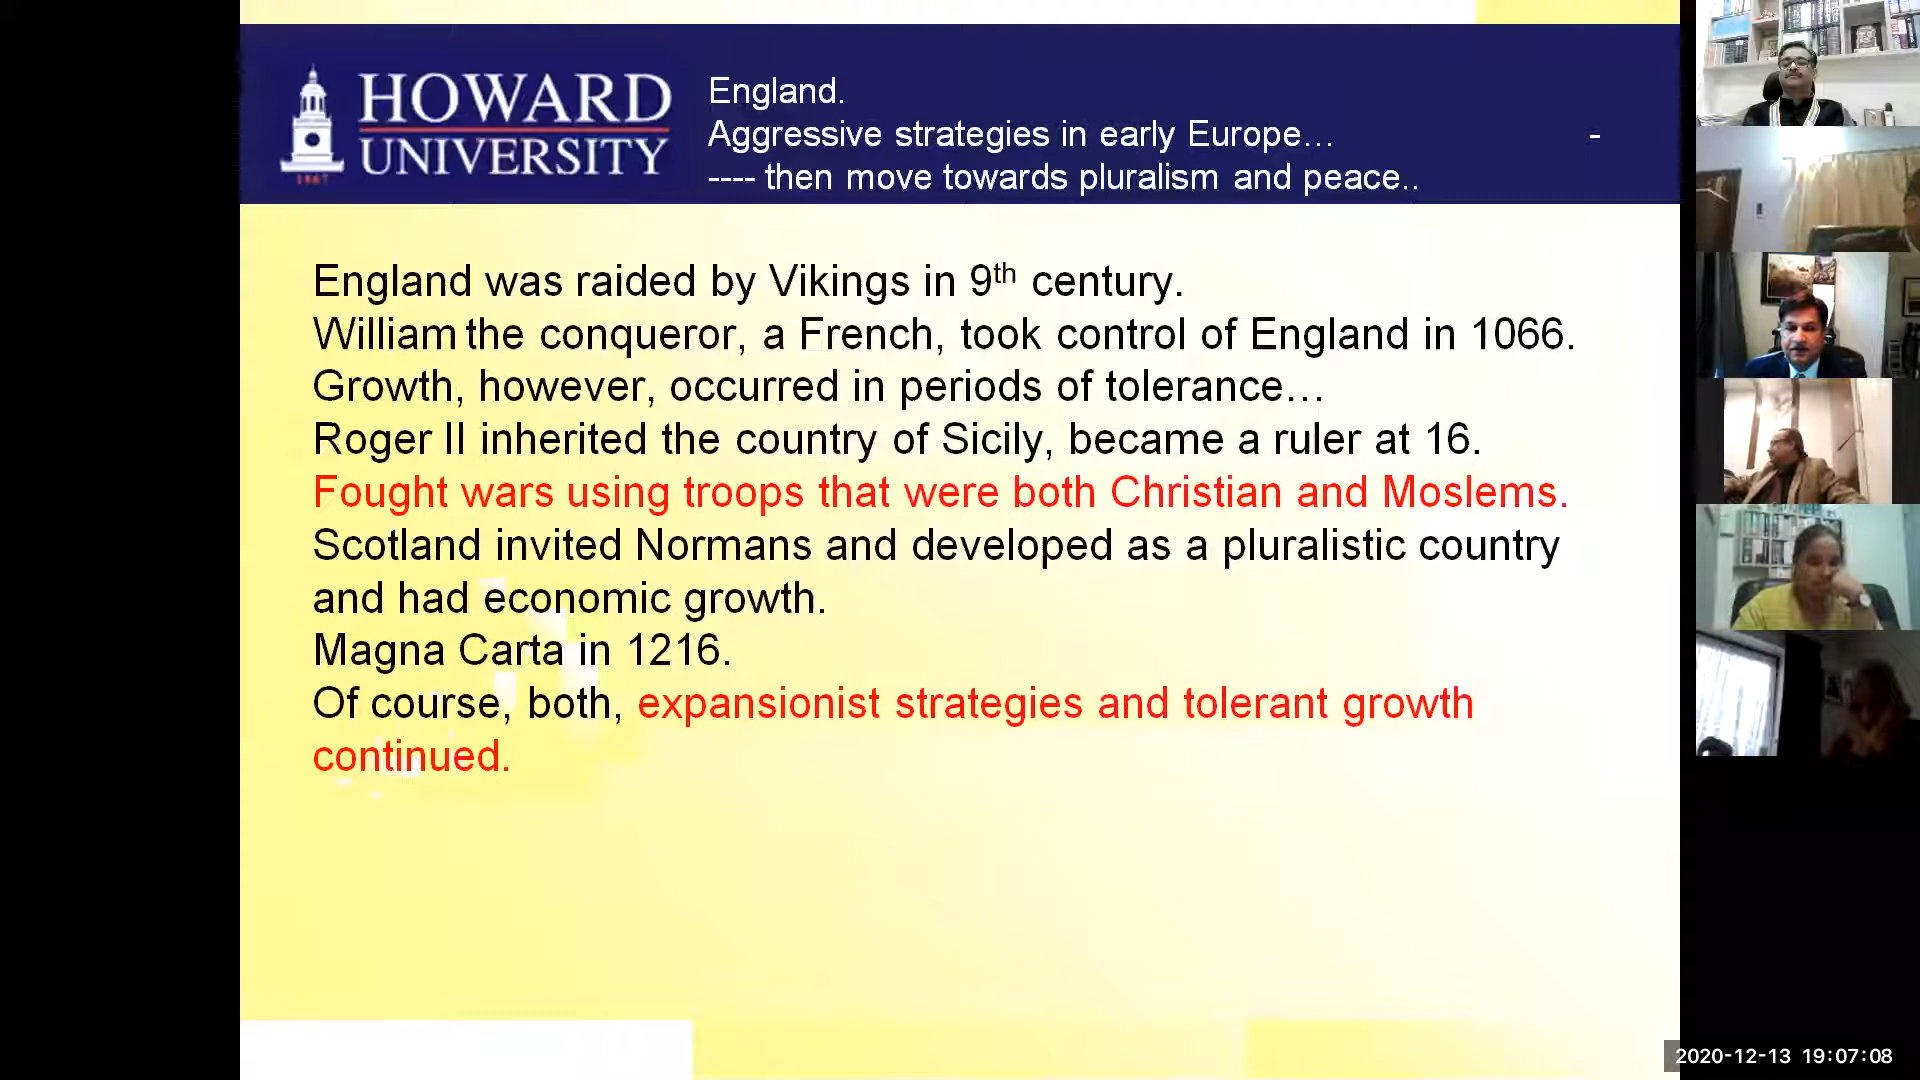 HOWARD
UNIVERSITY
1867
England.
Aggressive strategies in early Europe… -
---- then move towards pluralism and peace..
England was raided by Vikings in 9th century.
William the conqueror, a French, took control of England in 1066.
Growth, however, occurred in periods of tolerance…
Roger II inherited the country of Sicily, became a ruler at 16.
Fought wars using troops that were both Christian and Moslems.
Scotland invited Normans and developed as a pluralistic country
and had economic growth.
Magna Carta in 1216.
Of course, both, expansionist strategies and tolerant growth
continued.
2020-12-13 19:07:08